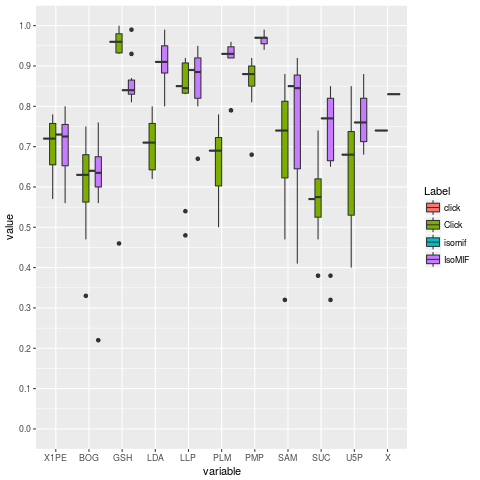 1.0
0.9
0.8
0.7
0.6
0.5
0.4
0.3
0.2
0.1
0.0
value
X1PE BOG GSH LDA LLP PLM PMP SAM SUC U5P X
variable
Label
click
Click
isomif
IsoMIF